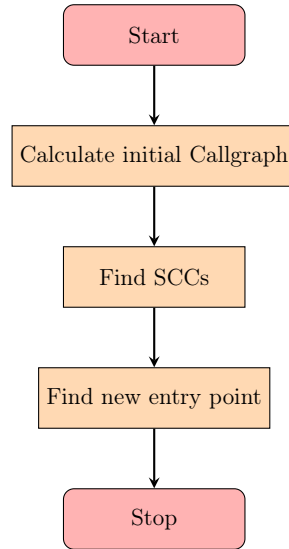 Start
Calculate initial Callgraph
Find SCCs
Find new entry point
Stop